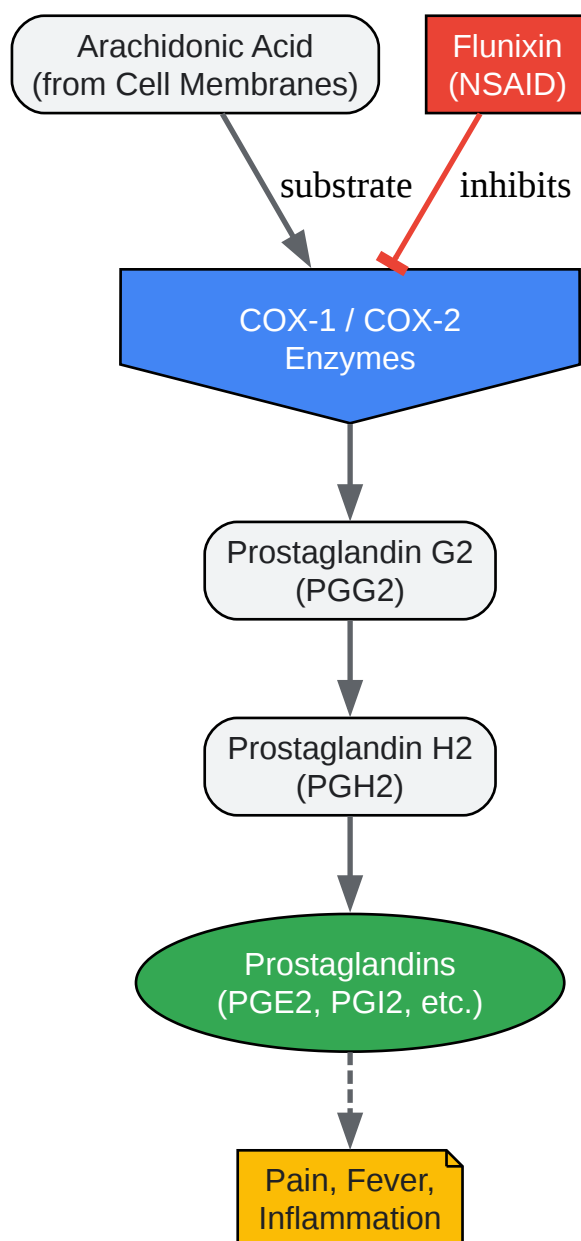 Arachidonic Acid
(from Cell Membranes)
Flunixin
(NSAID)
substrate
inhibits
COX-1 / COX-2
Enzymes
Prostaglandin G2
(PGG2)
Prostaglandin H2
(PGH2)
Prostaglandins
(PGE2, PGI2, etc.)
Pain, Fever,
Inflammation